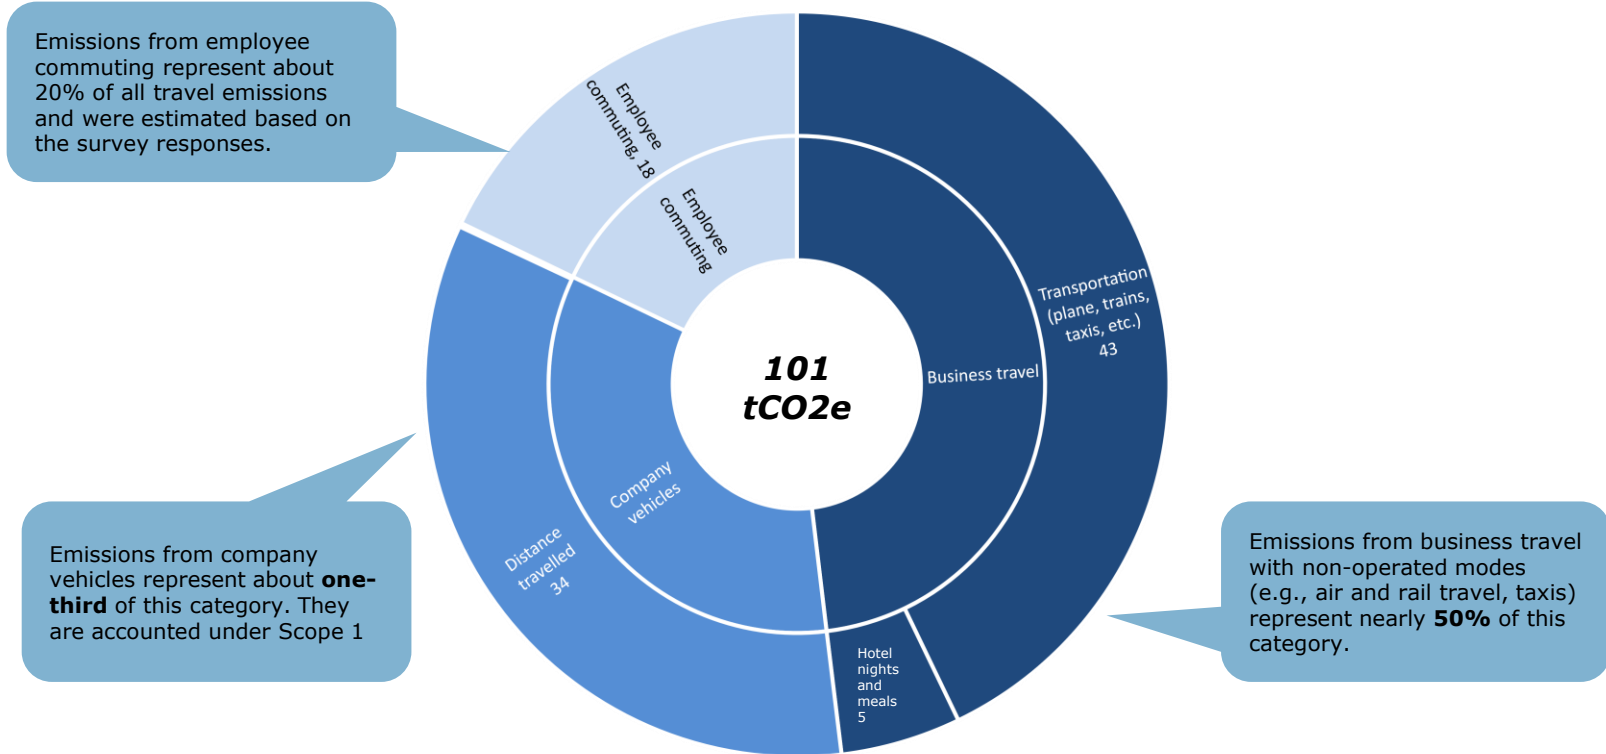 Emissions from employee
commuting represent about
20% of all travel emissions
and were estimated based on
the survey responses.
Employee
commuting, 18
Employee
commuting
Transportation
(plane, trains,
taxis, etc.)
43
Business travel
101
tCO2e
Company
vehicles
Distance
travelled
34
Hotel
nights
and
meals
5
Emissions from company
vehicles represent about one-
third of this category. They
are accounted under Scope 1
Emissions from business travel
with non-operated modes
(e.g., air and rail travel, taxis)
represent nearly 50% of this
category.